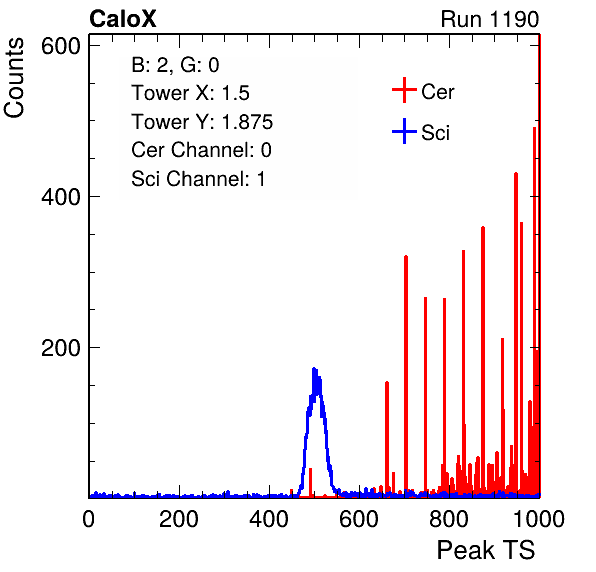 CaloX Run 1190
B: 2, G: 0
Tower X: 1.5
Tower Y: 1.875
Cer Channel: 0
Sci Channel: 1
Cer
Sci
Counts
600
400
200
0 200 400 600 800 1000
Peak TS